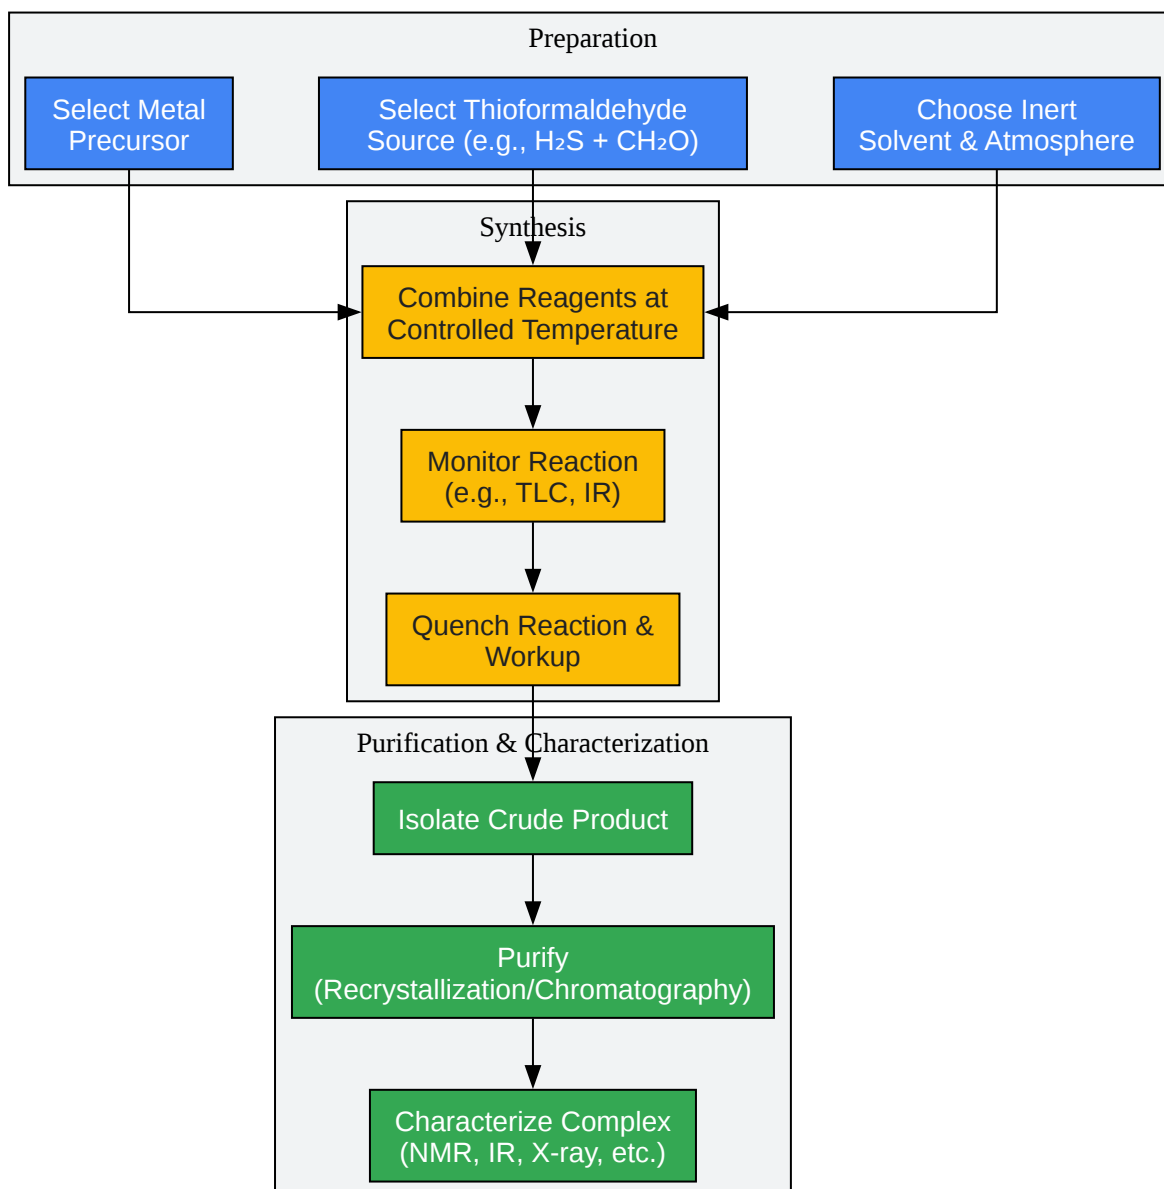 Preparation
Select Metal
Precursor
Select Thioformaldehyde
Source (e.g., H₂S + CH₂O)
Choose Inert
Solvent & Atmosphere
Synthesis
Combine Reagents at
Controlled Temperature
Monitor Reaction
(e.g., TLC, IR)
Quench Reaction &
Workup
Purification & Characterization
Isolate Crude Product
Purify
(Recrystallization/Chromatography)
Characterize Complex
(NMR, IR, X-ray, etc.)